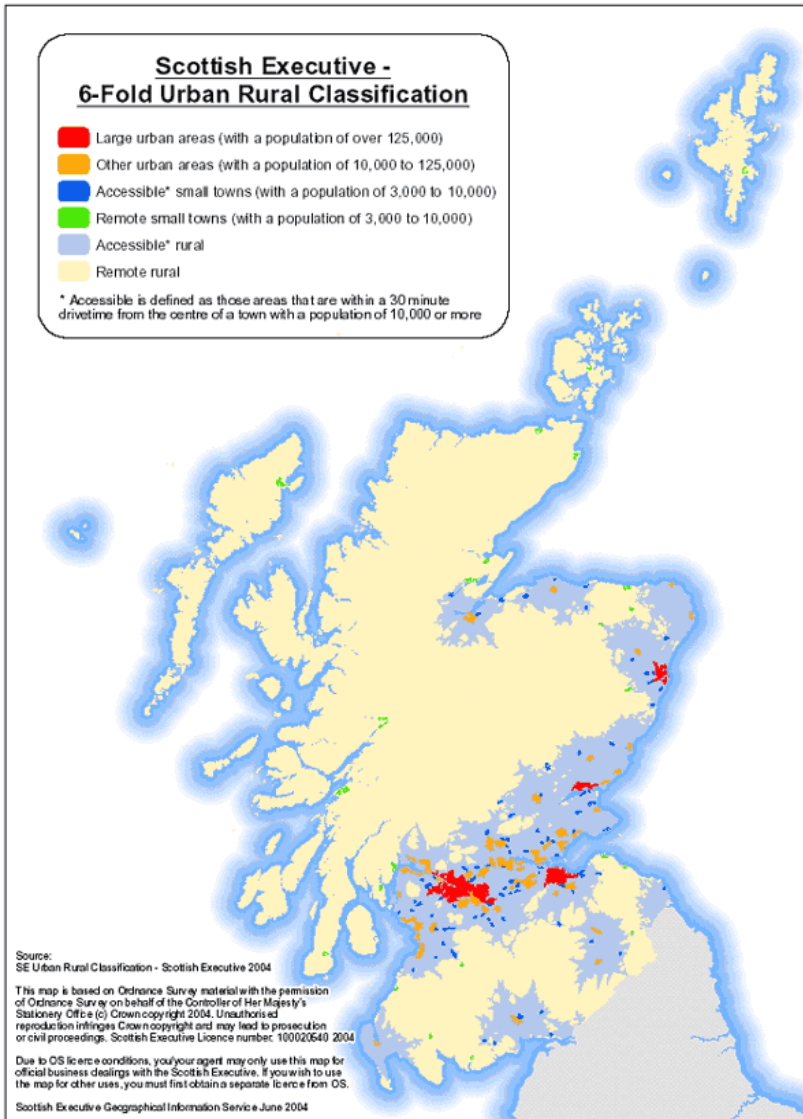 Scottish Executive -
6-Fold Urban Rural Classification
Large urban areas (with a population of over 125,000)
Other urban areas (with a population of 10,000 to 125,000)
Accessible* small towns (with a population of 3,000 to 10,000)
Remote small towns (with a population of 3,000 to 10,000)
Accessible* rural
Remote rural
* Accessible is defined as those areas that are within a 30 minute
drivetime from the centre of a town with a population of 10,000 or more
Source:
SE Urban Rural Classification - Scottish Executive 2004
This map is based on Ordnance Survey material with the permission
of Ordnance Survey on behalf of the Controller of Her Majesty's
Stationery Office (c) Crown copyright 2004. Unauthorised
reproduction infringes Crown copyright and may lead to prosecution
or civil proceedings. Scottish Executive Licence number: 100020540 2004
Due to OS licence conditions, you/your agent may only use this map for
official business dealings with the Scottish Executive. If you wish to use
the map for other uses, you must first obtain a separate licence from OS.
Scottish Executive Geographical Information Service June 2004